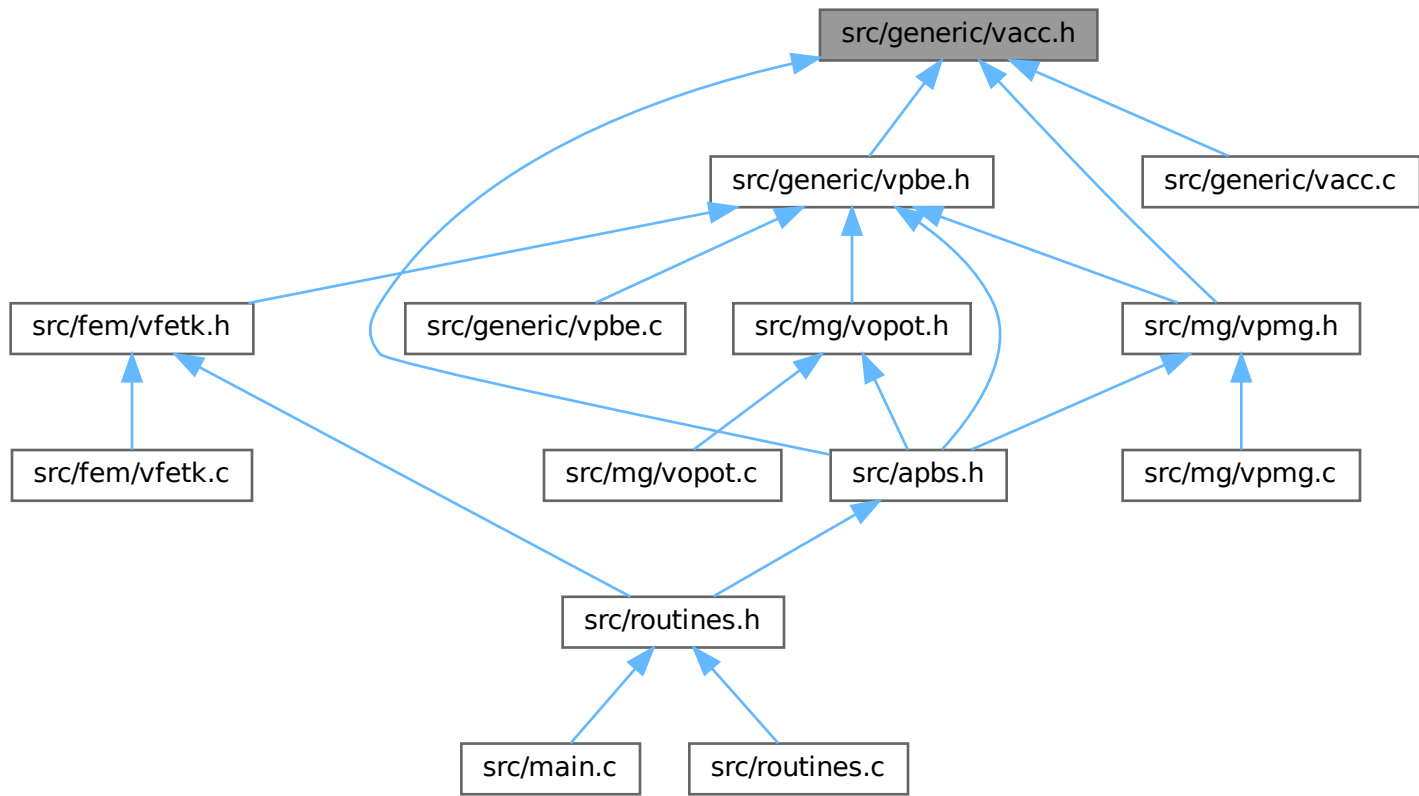 src/generic/vacc.h
src/generic/vpbe.h
src/generic/vacc.c
src/fem/vfetk.h
src/generic/vpbe.c
src/mg/vopot.h
src/mg/vpmg.h
src/fem/vfetk.c
src/mg/vopot.c
src/apbs.h
src/mg/vpmg.c
src/routines.h
src/main.c
src/routines.c